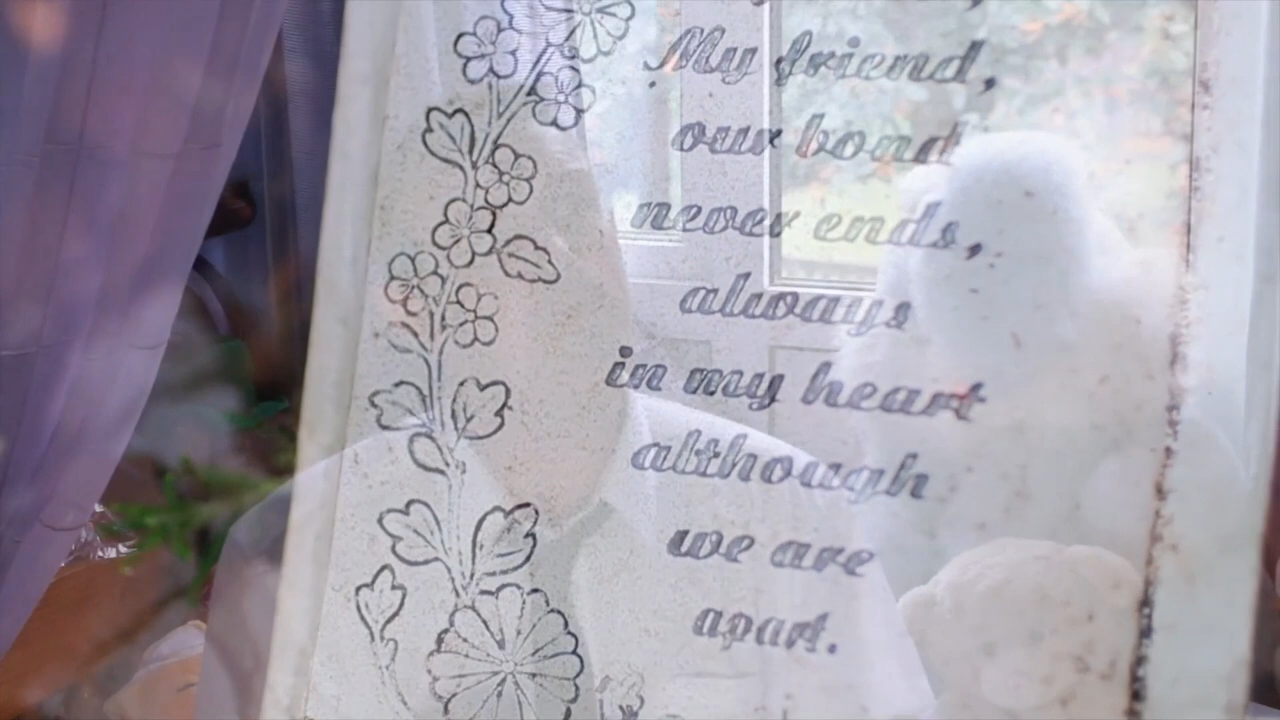 My friend,
our bond
never ends,
always
in my heart
although
we are
apart.